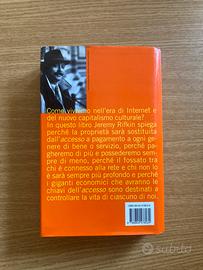 Come vivremo nell'era di Internet e
del nuovo capitalismo culturale?
In questo libro Jeremy Rifkin spiega
perché la proprietà sarà sostituita
dall'accesso a pagamento a ogni ge-
nere di bene o servizio, perché pa-
gheremo di più e possederemo sem-
pre di meno, perché il fossato tra
chi è connesso alla rete e chi non lo
è sarà sempre più profondo e perché
i giganti economici che avranno le
chiavi dell'accesso sono destinati a
controllare la vita di ciascuno di noi.
subito